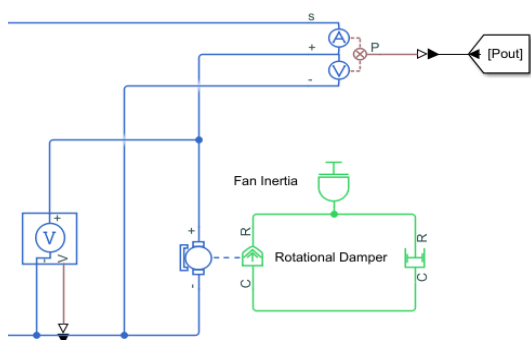 s
A
+
P
[Pout]
V
-
Fan Inertia
+
V
-
V
+
R
Rotational Damper
R
C
C
-